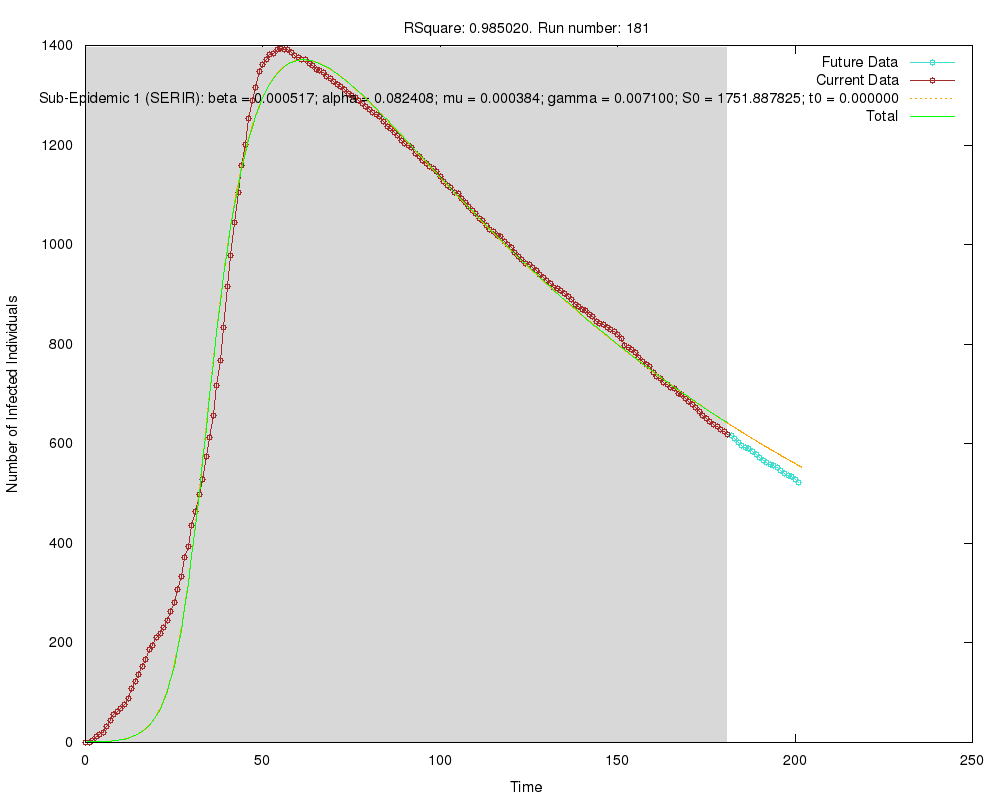 RSquare: 0.985020. Run number: 181
1400
1200
1000
800
600
400
200
0
Future Data
Current Data
Sub-Epidemic 1 (SERIR): beta = 0.000517; alpha = 0.082408; mu = 0.000384; gamma = 0.007100; S0 = 1751.887825; t0 = 0.000000
Total
Number of Infected Individuals
0
50
100
150
200
250
Time